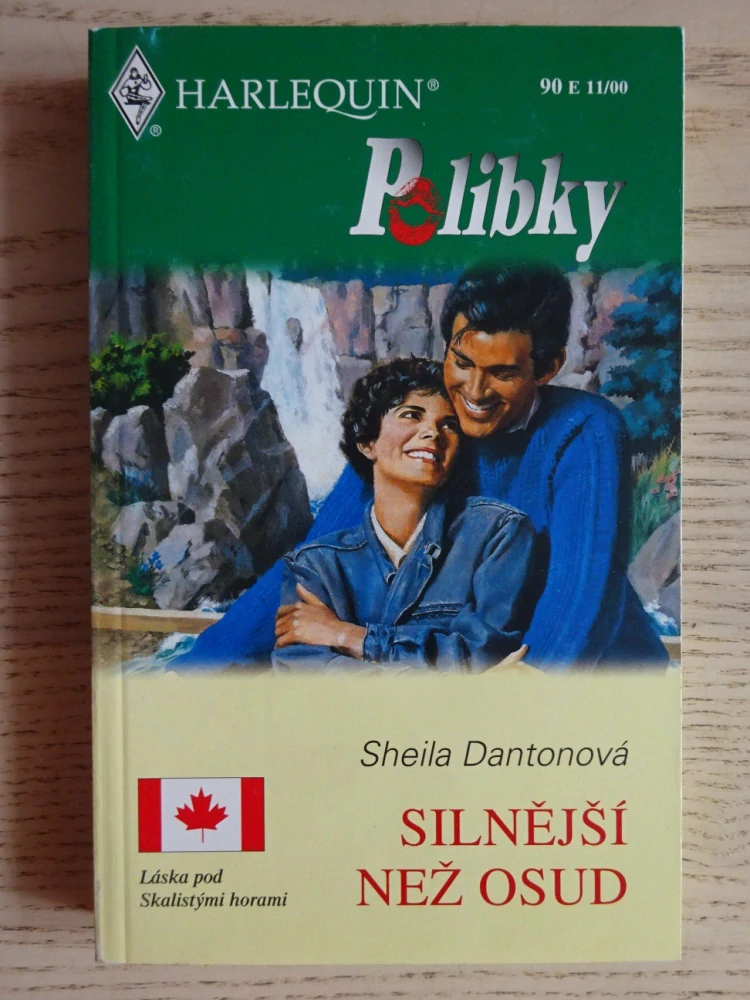 HARLEQUIN®
90 E 11/00
®
Polibky
Sheila Dantonová
SILNĚJŠÍ
NEŽ OSUD
Láska pod
Skalistými horami